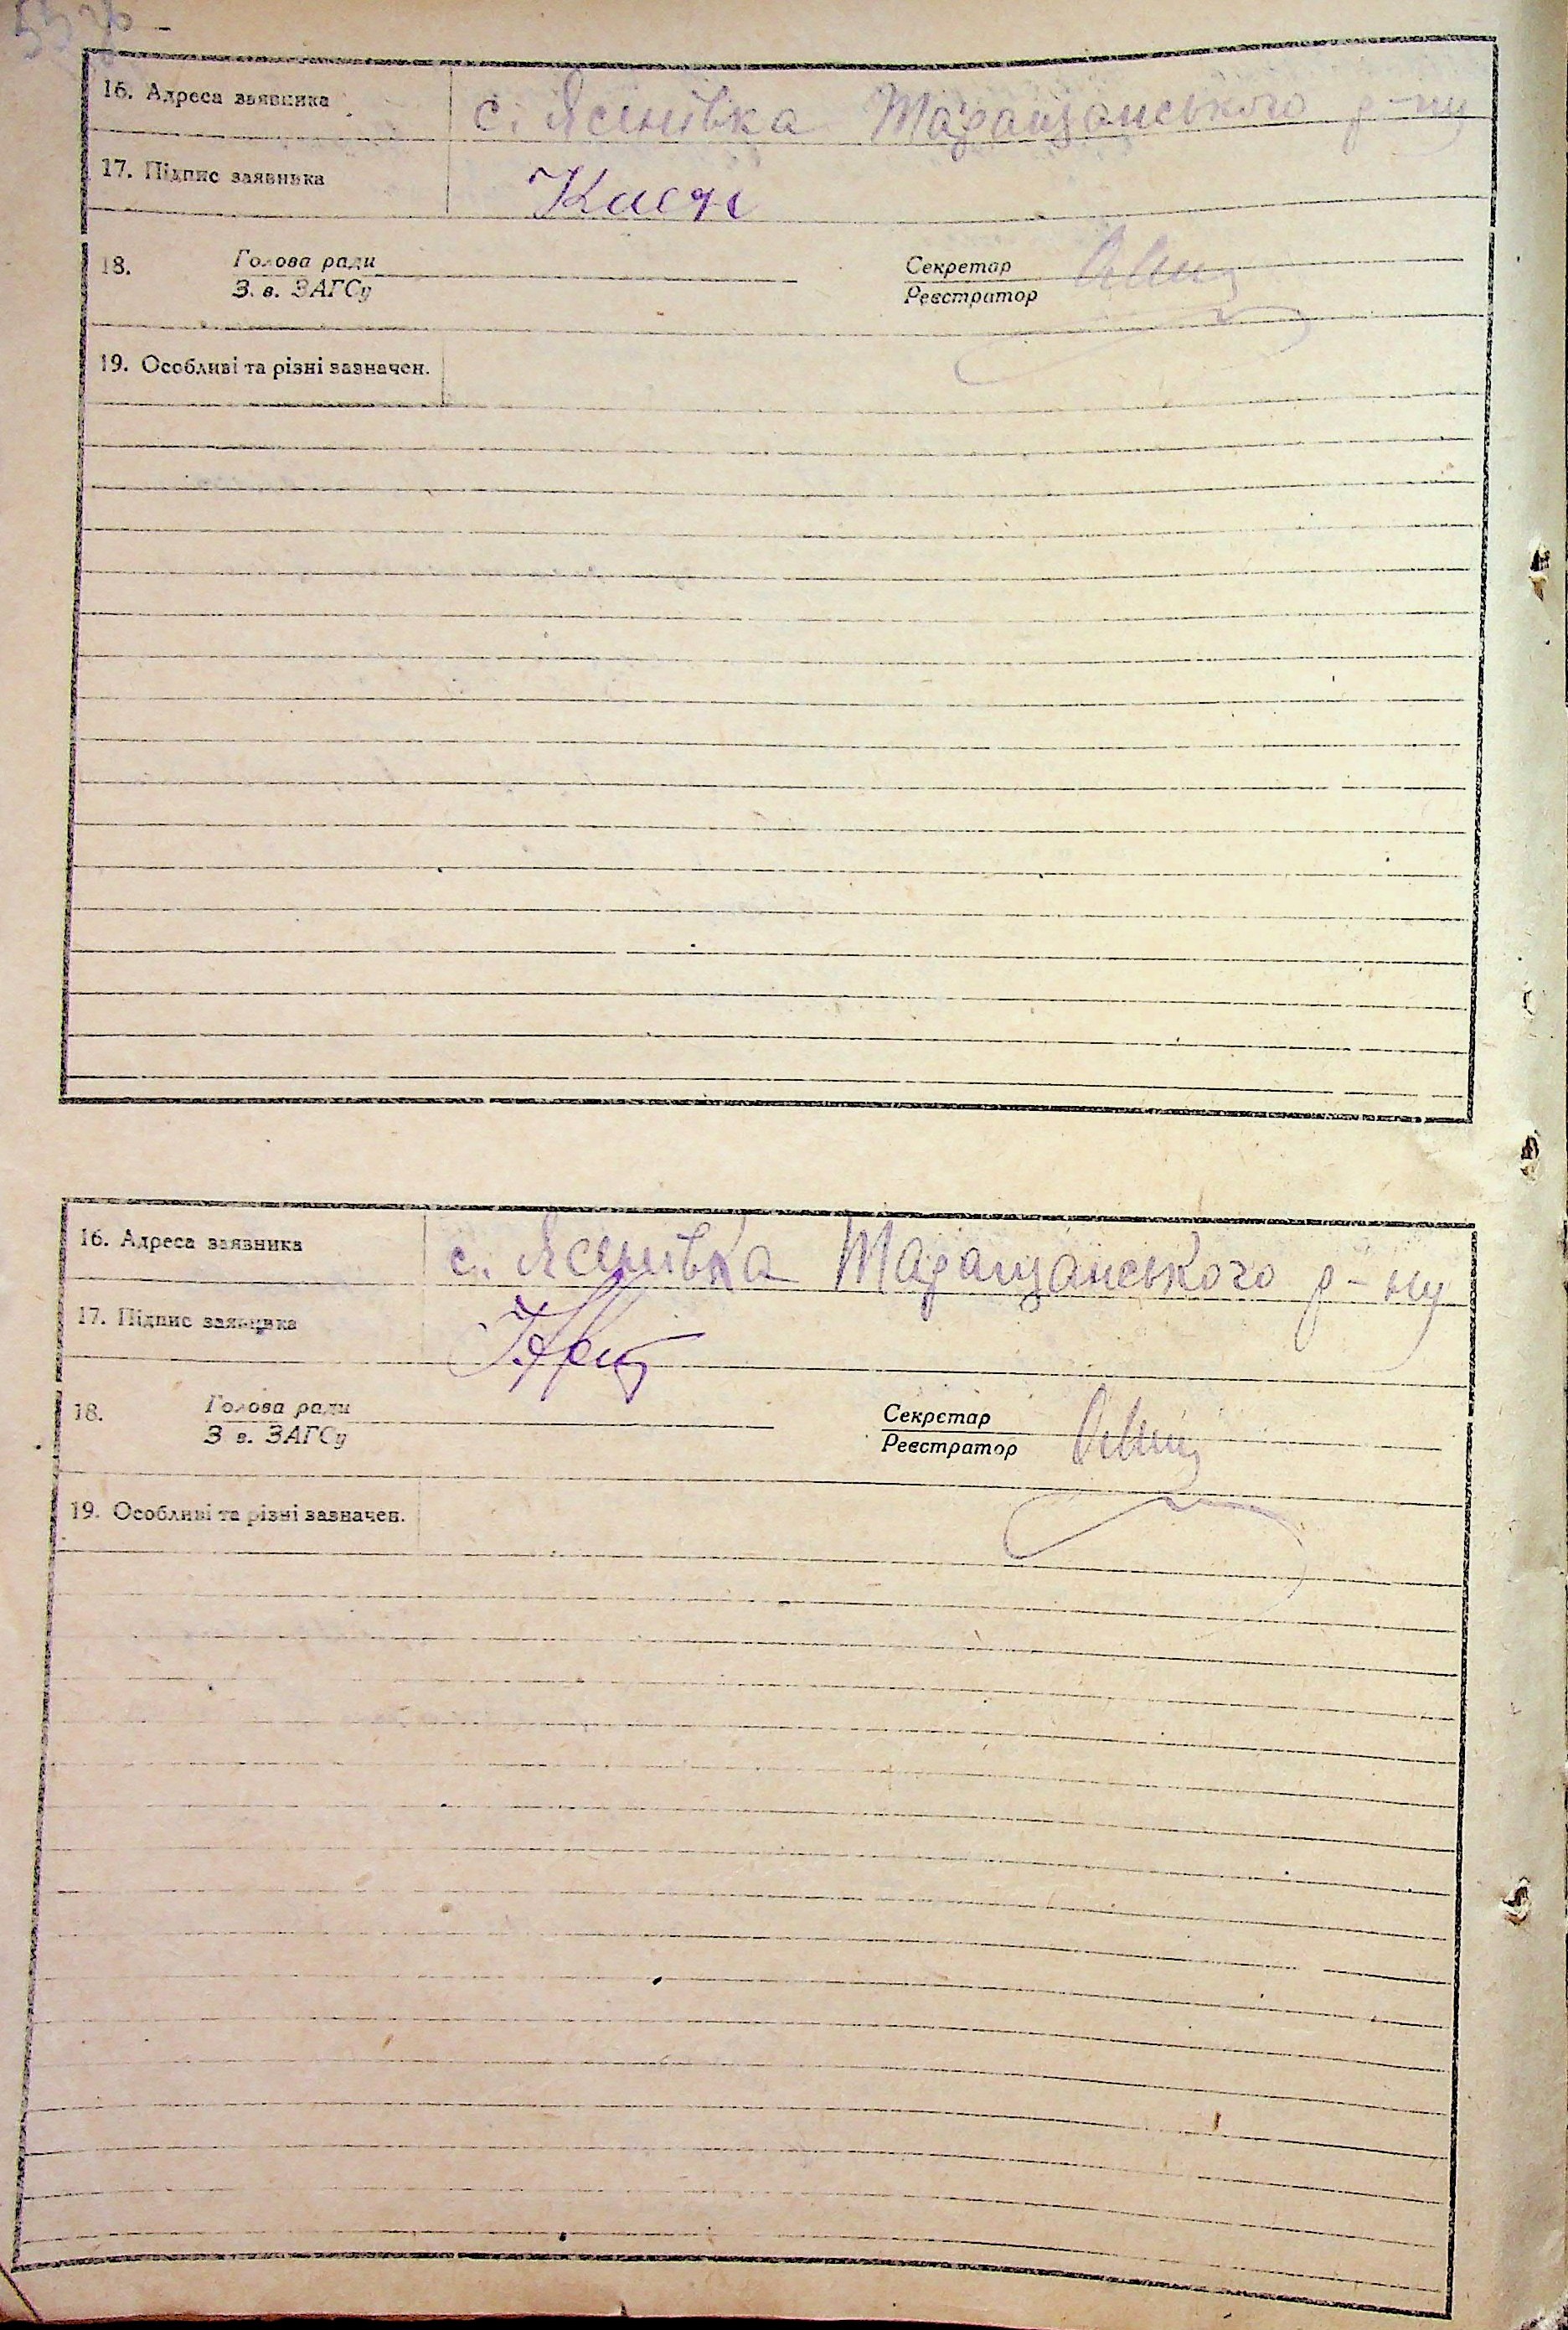 16. Адреса заявника с. Ясинівка Таращанського р-ну
17. Підпис заявника
18. Голова ради Секретар
З. в. ЗАГСу Реєстратор
19. Особливі та різні зазначен.
16. Адреса заявника с. Ясинівка Таращанського р-ну
17. Підпис заявника
18. Голова ради Секретар
З. в. ЗАГСу Реєстратор
19. Особливі та різні зазначен.